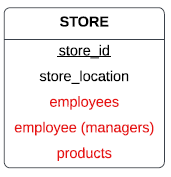 STORE
store_id
store_location
employees
employee (managers)
products